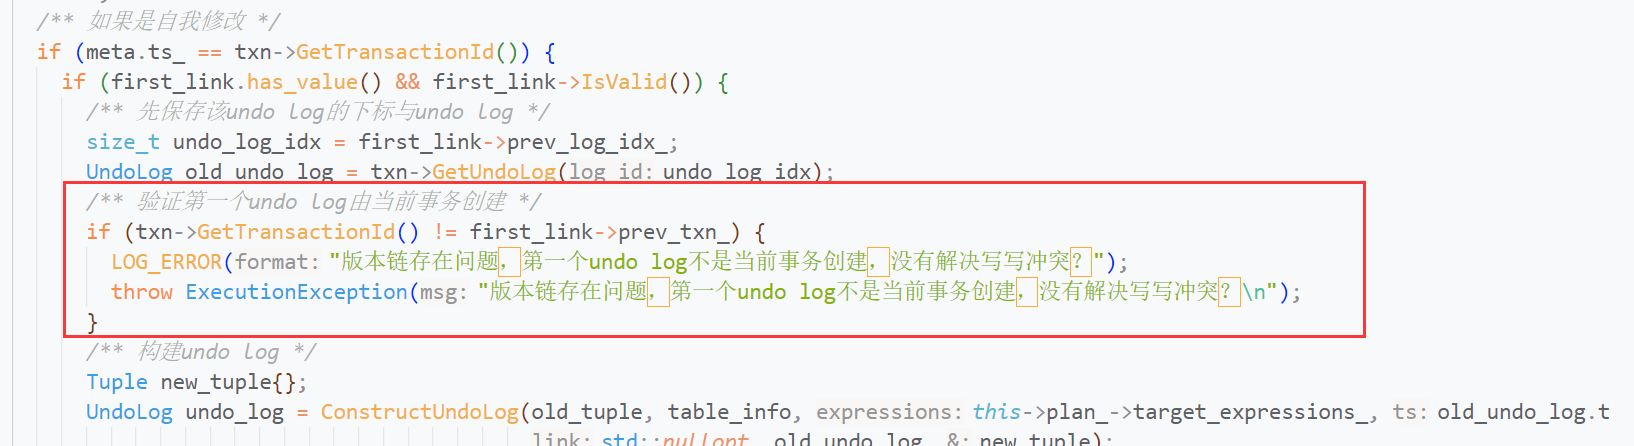 /** 如果是自我修改 */
if (meta.ts_ == txn->GetTransactionId()) {
if (first_link.has_value() && first_link->IsValid()) {
/** 先保存该undo log的下标与undo log */
size_t undo_log_idx = first_link->prev_log_idx_;
UndoLog old_undo_log = txn->GetUndoLog(log_id: undo_log_idx);
/** 验证第一个undo log由当前事务创建 */
if (txn->GetTransactionId() != first_link->prev_txn_) {
LOG_ERROR(format: "版本链存在问题，第一个undo log不是当前事务创建，没有解决写写冲突？");
throw ExecutionException(msg: "版本链存在问题，第一个undo log不是当前事务创建，没有解决写写冲突？\n");
}
/** 构建undo log */
Tuple new_tuple{};
UndoLog undo_log = ConstructUndoLog(old_tuple, table_info, expressions: this->plan_->target_expressions_, ts: old_undo_log.t
link: std::nullopt, old_undo_log, &: new_tuple);